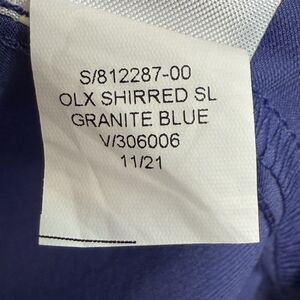 S/812287-00
OLX SHIRRED SL
GRANITE BLUE
V/306006
11/21